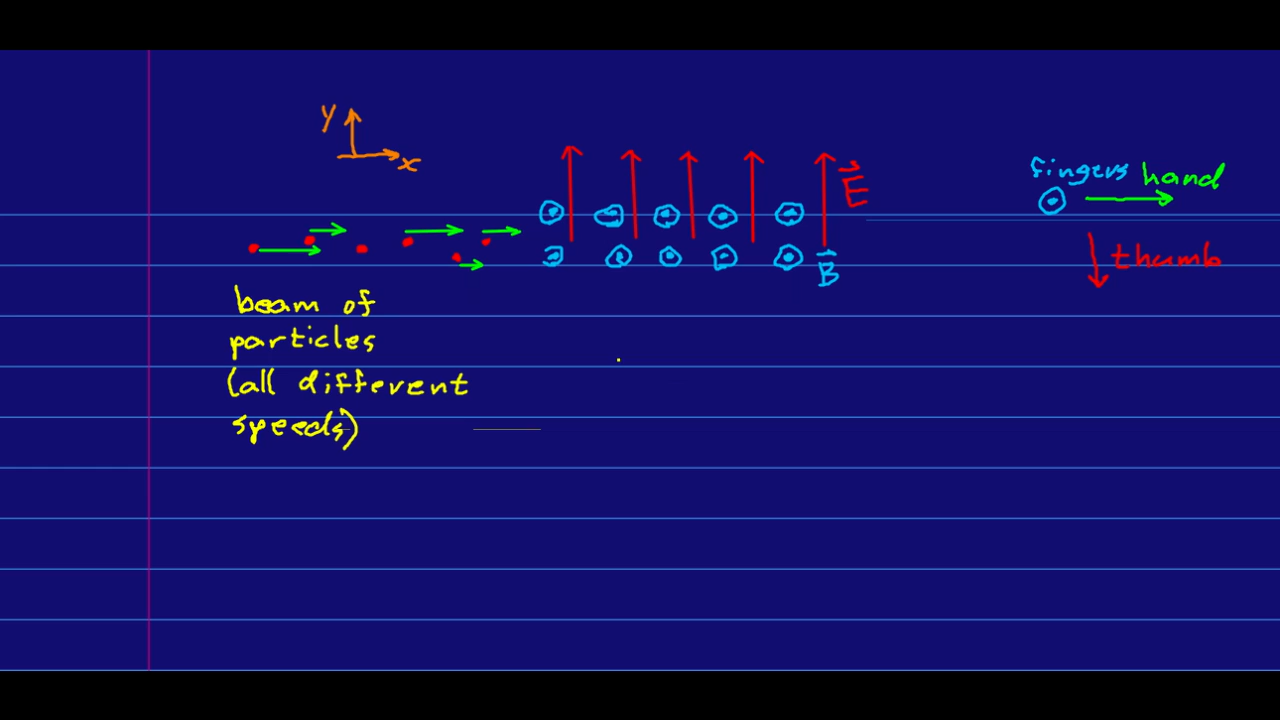 y
x
E
B
fingers hand
thumb
beam of
particles
(all different
speeds)